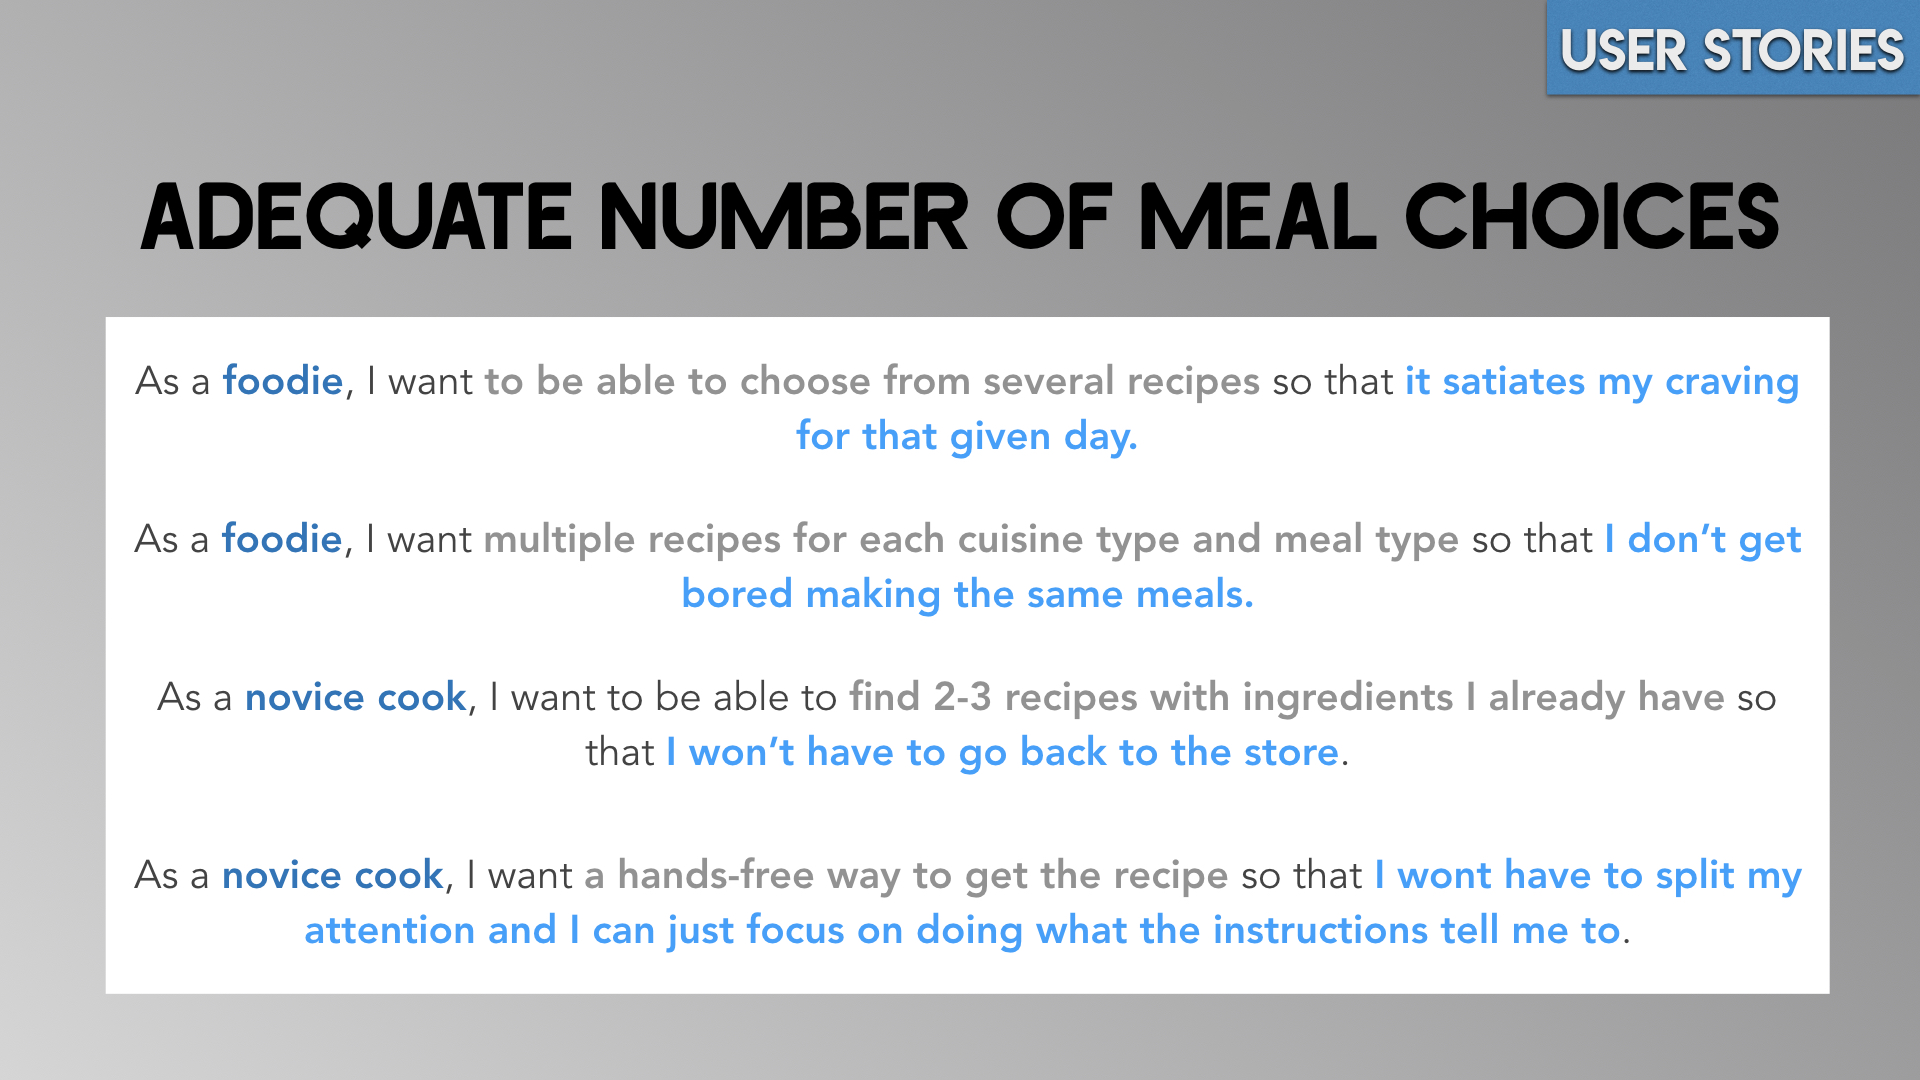 USER STORIES
ADEQUATE NUMBER OF MEAL CHOICES
As a foodie, I want to be able to choose from several recipes so that it satiates my craving
for that given day.
As a foodie, I want multiple recipes for each cuisine type and meal type so that I don’t get
bored making the same meals.
As a novice cook, I want to be able to find 2-3 recipes with ingredients I already have so
that I won’t have to go back to the store.
As a novice cook, I want a hands-free way to get the recipe so that I wont have to split my
attention and I can just focus on doing what the instructions tell me to.